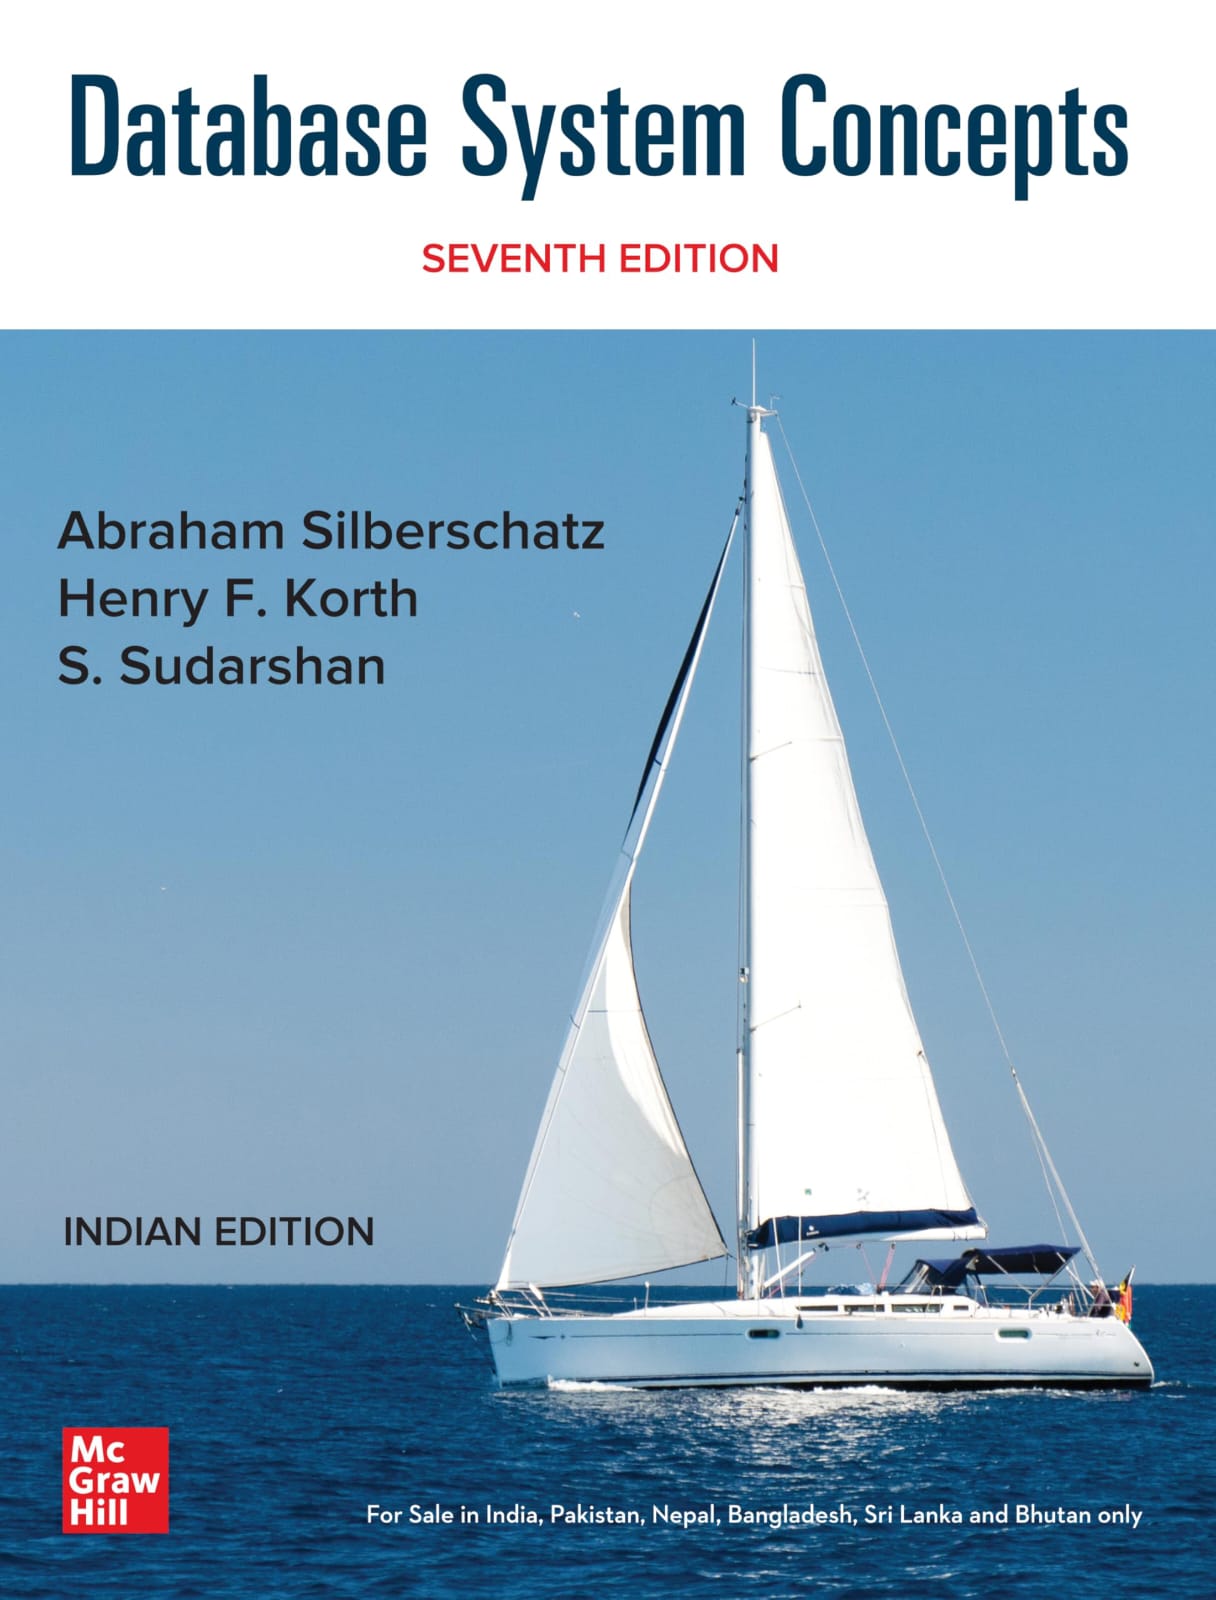 Database System Concepts
SEVENTH EDITION
Abraham Silberschatz
Henry F. Korth
S. Sudarshan
INDIAN EDITION
Mc
Graw
Hill
For Sale in India, Pakistan, Nepal, Bangladesh, Sri Lanka and Bhutan only